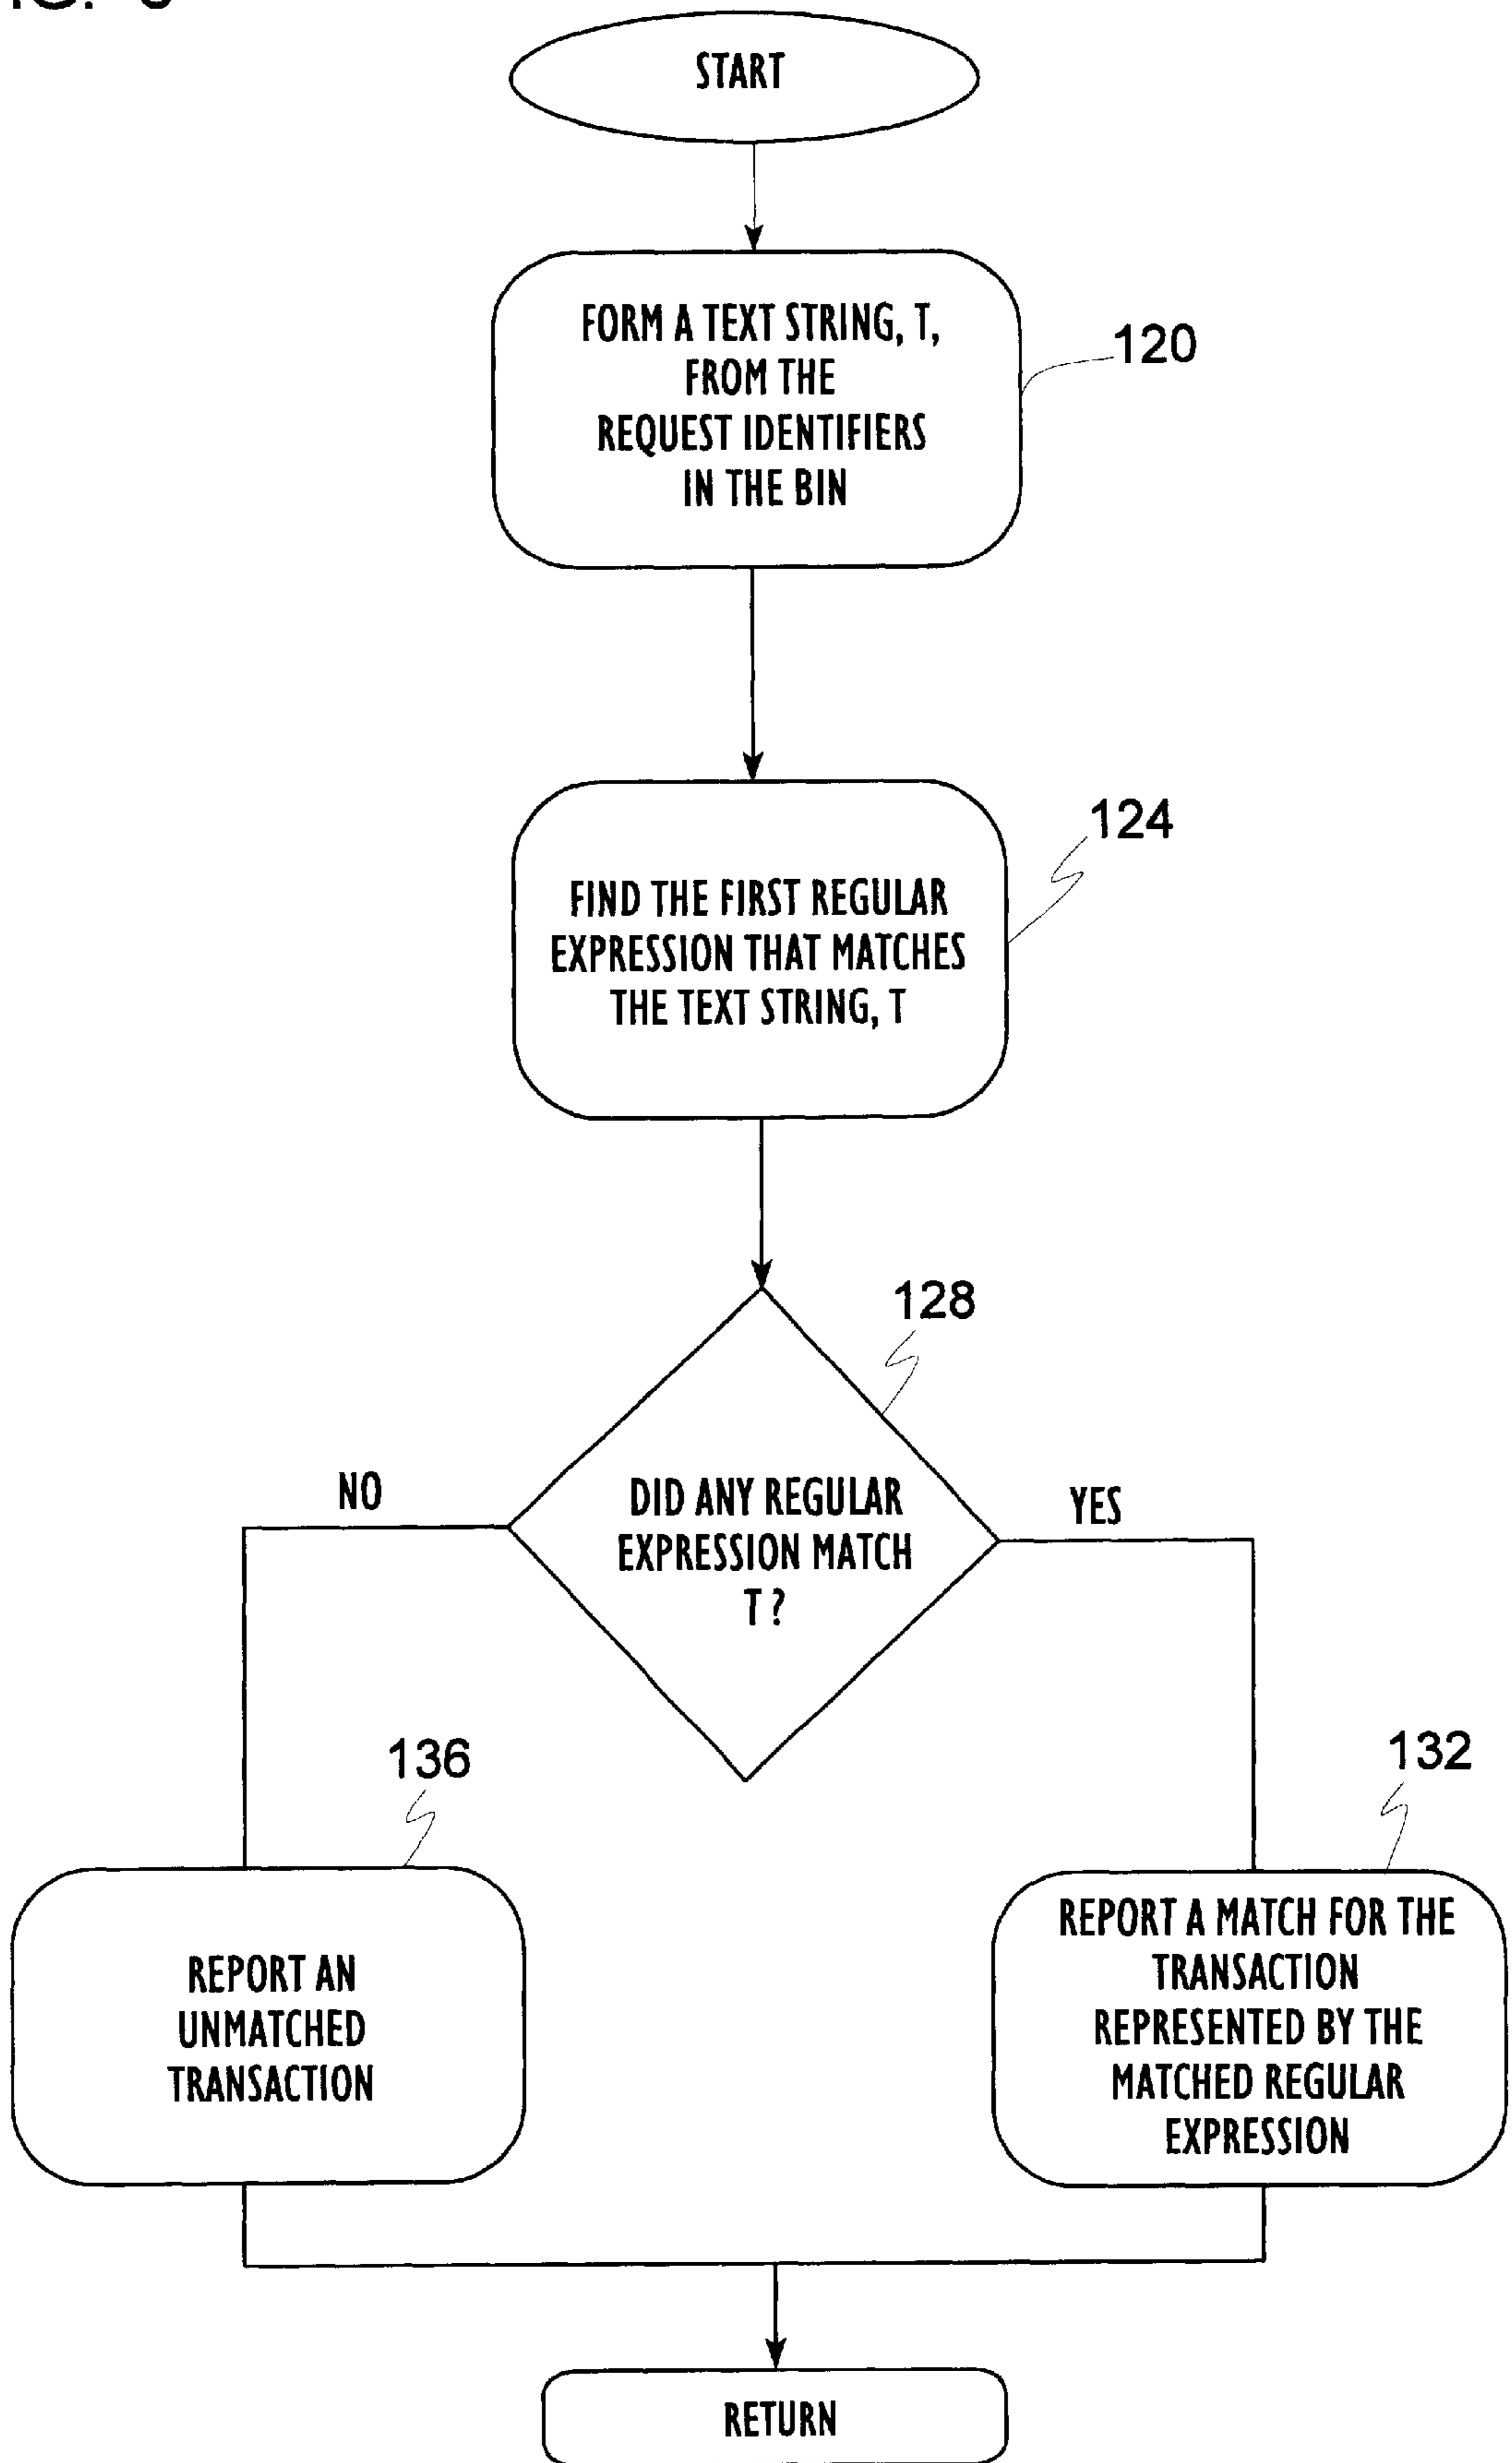 START
FORM A TEXT STRING, T,
FROM THE
REQUEST IDENTIFIERS
IN THE BIN
120
FIND THE FIRST REGULAR
EXPRESSION THAT MATCHES
THE TEXT STRING, T
124
128
DID ANY REGULAR
EXPRESSION MATCH
T ?
NO
YES
136
132
REPORT AN
UNMATCHED
TRANSACTION
REPORT A MATCH FOR THE
TRANSACTION
REPRESENTED BY THE
MATCHED REGULAR
EXPRESSION
RETURN